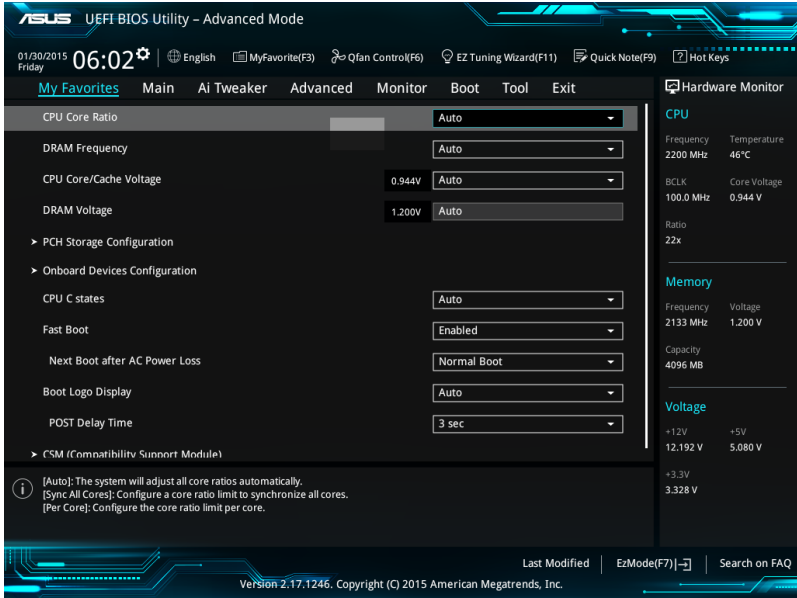 ASUS UEFI BIOS Utility – Advanced Mode
01/30/2015
Friday
06:02
English
MyFavorite(F3)
Qfan Control(F6)
EZ Tuning Wizard(F11)
Quick Note(F9)
? Hot Keys
My Favorites Main Ai Tweaker Advanced Monitor Boot Tool Exit
Hardware Monitor
CPU Core Ratio Auto
DRAM Frequency Auto
CPU Core/Cache Voltage 0.944V Auto
DRAM Voltage 1.200V Auto
> PCH Storage Configuration
> Onboard Devices Configuration
CPU C states Auto
Fast Boot Enabled
Next Boot after AC Power Loss Normal Boot
Boot Logo Display Auto
POST Delay Time 3 sec
> CSM (Compatibility Support Module)
CPU
Frequency Temperature
2200 MHz 46°C
BCLK Core Voltage
100.0 MHz 0.944 V
Ratio
22x
Memory
Frequency Voltage
2133 MHz 1.200 V
Capacity
4096 MB
Voltage
+12V +5V
12.192 V 5.080 V
+3.3V
3.328 V
i
[Auto]: The system will adjust all core ratios automatically.
[Sync All Cores]: Configure a core ratio limit to synchronize all cores.
[Per Core]: Configure the core ratio limit per core.
Last Modified EzMode(F7) Search on FAQ
Version 2.17.1246. Copyright (C) 2015 American Megatrends, Inc.